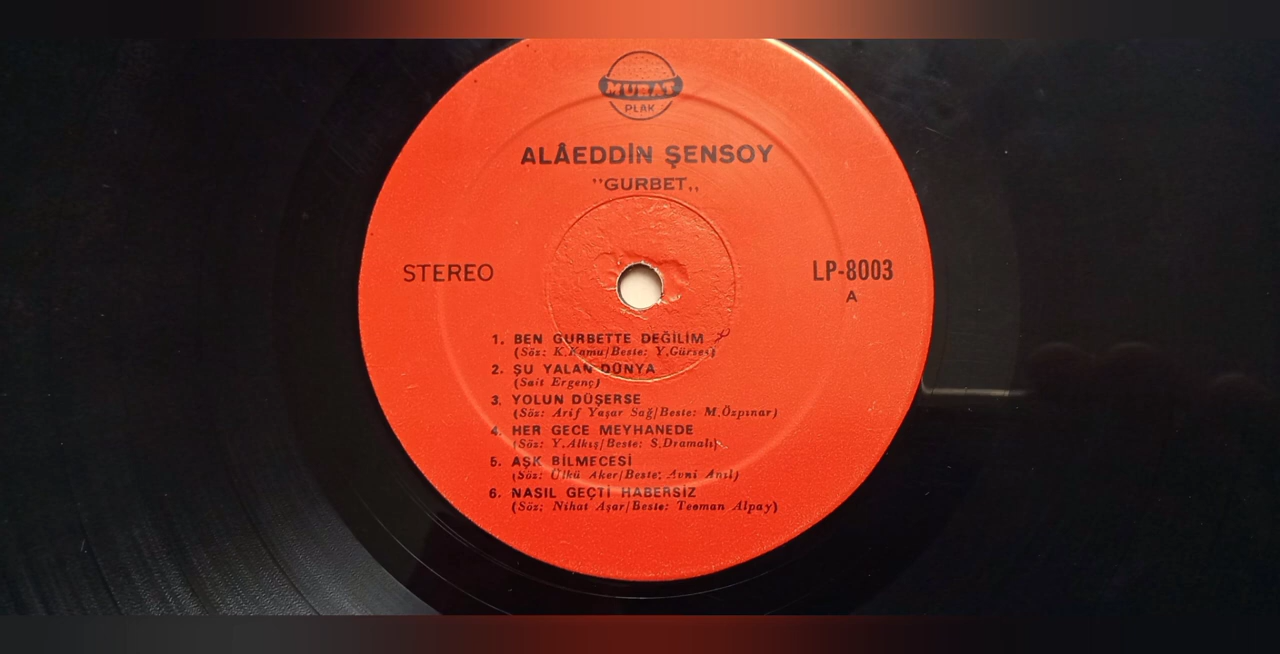 MURAT
PLAK
ALÂEDDİN ŞENSOY
"GURBET„
STEREO
LP-8003
A
1. BEN GURBETTE DEĞİLİM
(Söz: K.Kamu/Beste: Y.Gürses)
2. ŞU YALAN DÜNYA
(Sait Ergenç)
3. YOLUN DÜŞERSE
(Söz: Arif Yaşar Sağ/Beste: M.Özpınar)
4. HER GECE MEYHANEDE
(Söz: Y.Alkış/Beste: S.Dramalı)
5. AŞK BİLMECESİ
(Söz: Ülkü Aker/Beste; Avni Anıl)
6. NASIL GEÇTİ HABERSİZ
(Söz; Nihat Aşar/Beste: Teoman Alpay)